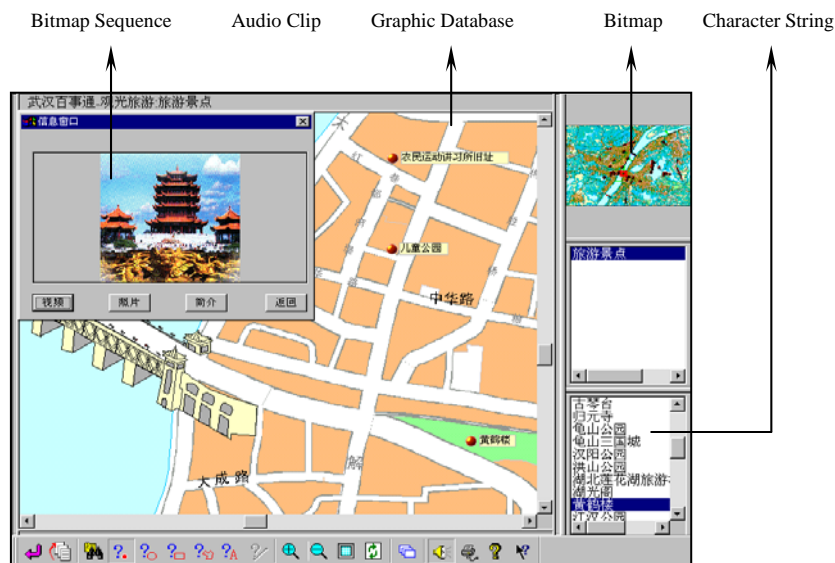 Bitmap Sequence Audio Clip Graphic Database Bitmap Character String
武汉百事通..观光旅游:旅游景点
信息窗口
农民运动讲习所旧址
儿童公园
旅游景点
中华路
视频 照片 简介 返回
古琴台
归元寺
龟山公园
龟山三国城
汉阳公园
洪山公园
湖北莲花湖旅游
湖光阁
黄鹤楼
江汉公园
黄鹤楼
解
大成路